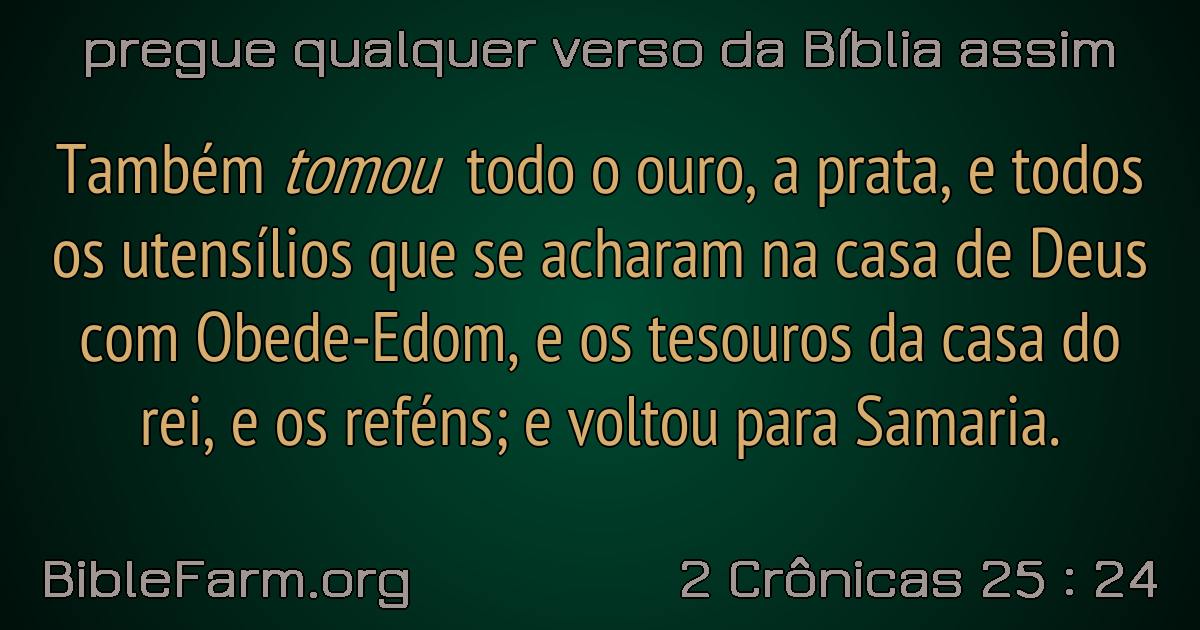 pregue qualquer verso da Bíblia assim
Também tomou todo o ouro, a prata, e todos
os utensílios que se acharam na casa de Deus
com Obede-Edom, e os tesouros da casa do
rei, e os reféns; e voltou para Samaria.
BibleFarm.org
2 Crônicas 25 : 24